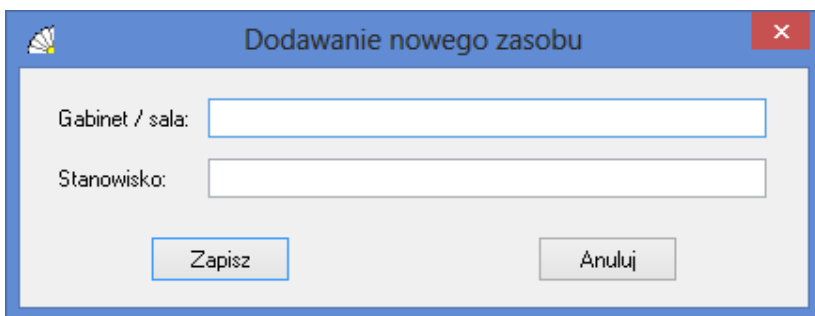 Dodawanie nowego zasobu
Gabinet / sala:
Stanowisko:
Zapisz Anuluj